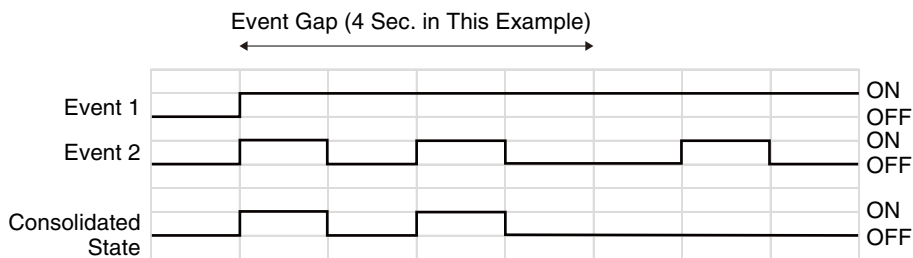 Event Gap (4 Sec. in This Example)
Event 1
ON
OFF
Event 2
ON
OFF
Consolidated
State
ON
OFF